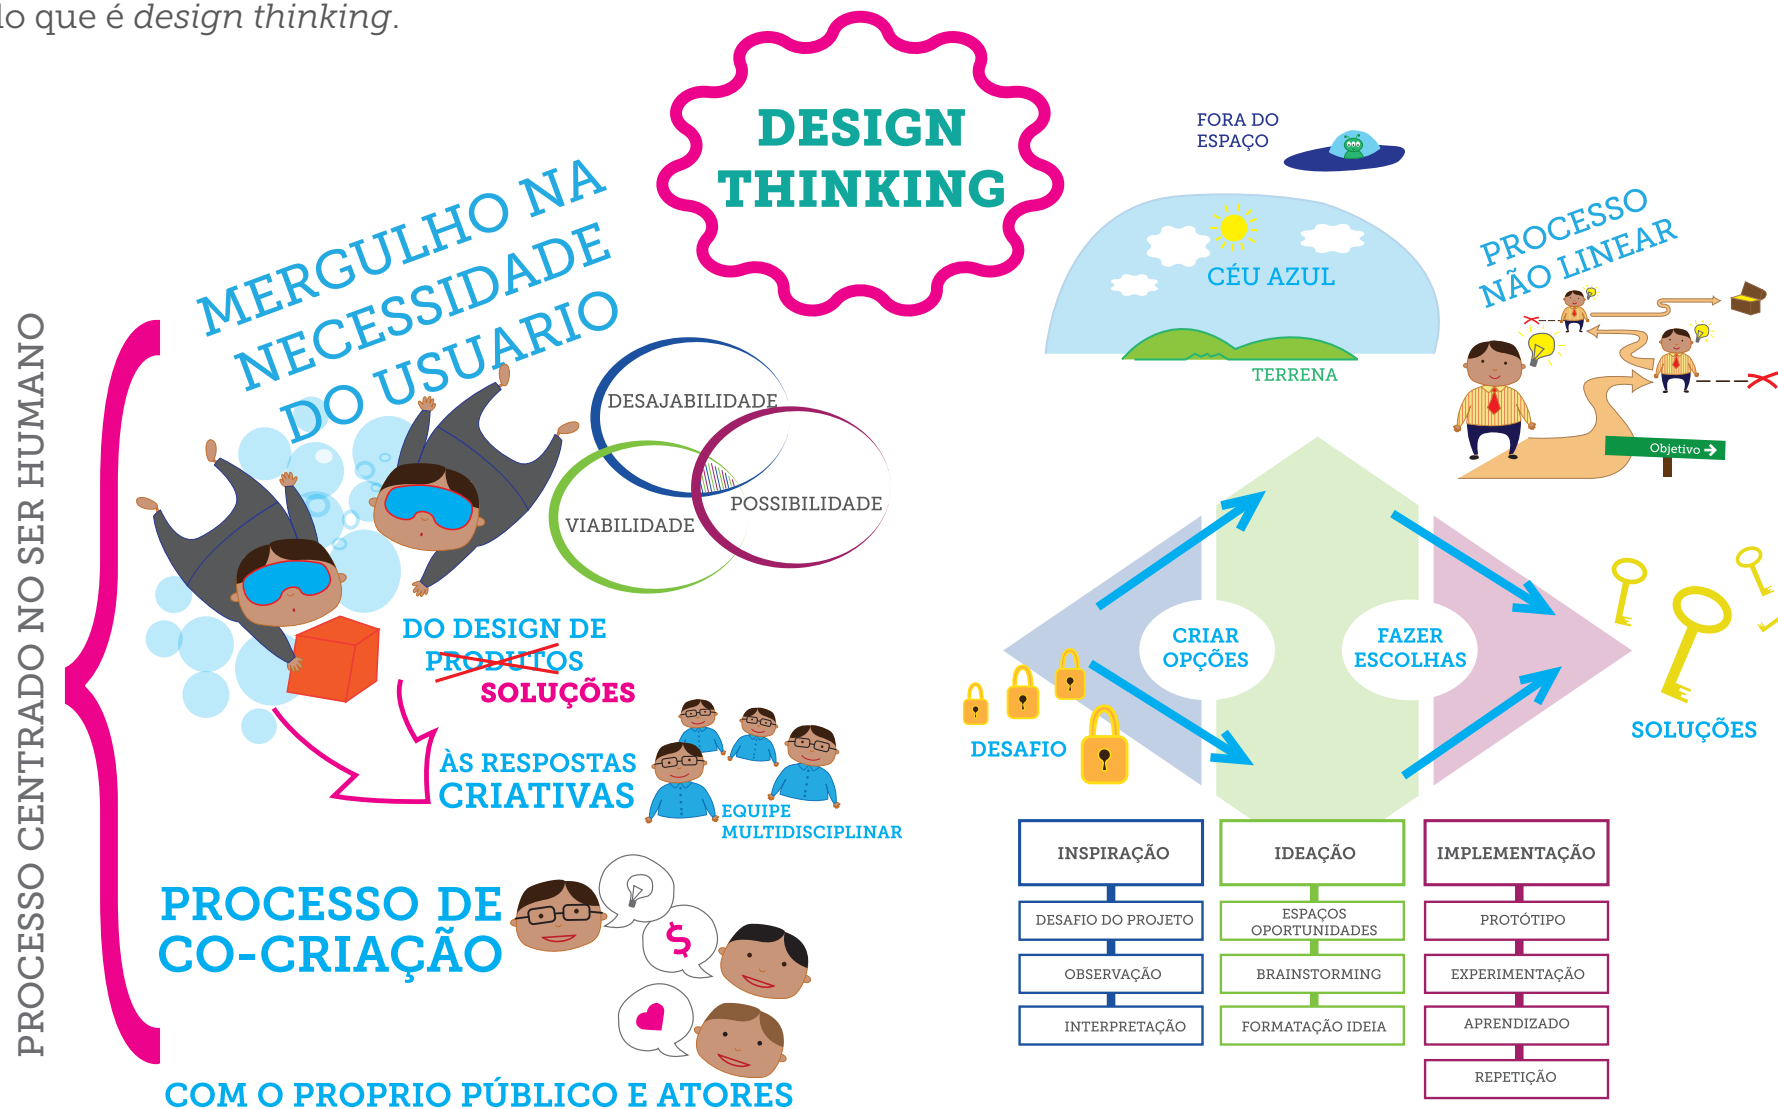 do que é design thinking.
DESIGN
THINKING
PROCESSO CENTRADO NO SER HUMANO
MERGULHO NA
NECESSIDADE
DO USUARIO
DESAJABILIDADE
VIABILIDADE
POSSIBILIDADE
DO DESIGN DE
PRODUTOS
SOLUÇÕES
ÀS RESPOSTAS
CRIATIVAS
EQUIPE
MULTIDISCIPLINAR
PROCESSO DE
CO-CRIAÇÃO
$
COM O PROPRIO PÚBLICO E ATORES
FORA DO
ESPAÇO
CÉU AZUL
TERRENA
PROCESSO
NÃO LINEAR
Objetivo
CRIAR
OPÇÕES
FAZER
ESCOLHAS
DESAFIO
SOLUÇÕES
INSPIRAÇÃO
DESAFIO DO PROJETO
OBSERVAÇÃO
INTERPRETAÇÃO
IDEAÇÃO
ESPAÇOS
OPORTUNIDADES
BRAINSTORMING
FORMATAÇÃO IDEIA
IMPLEMENTAÇÃO
PROTÓTIPO
EXPERIMENTAÇÃO
APRENDIZADO
REPETIÇÃO